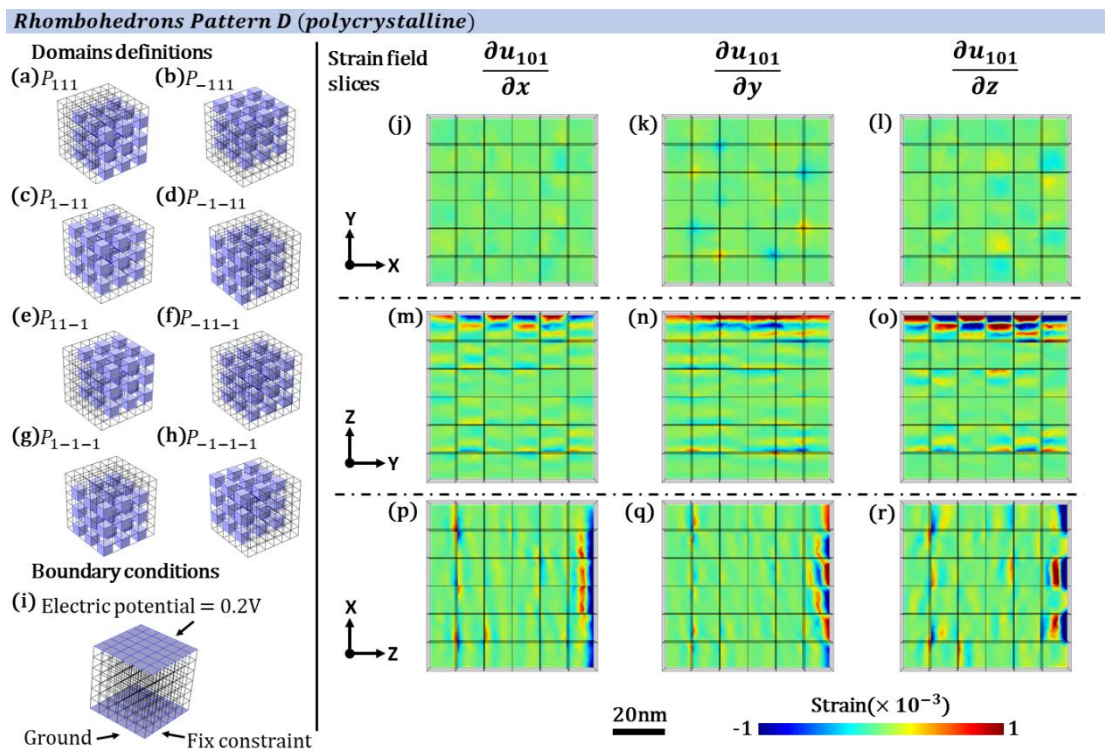 Rhombohedrons Pattern D (polycrystalline)
Domains definitions
(a) P₁₁₁
(b) P₋₁₁₁
(c) P₁₋₁₁
(d) P₋₁₋₁₁
(e) P₁₁₋₁
(f) P₋₁₁₋₁
(g) P₁₋₁₋₁
(h) P₋₁₋₁₋₁
Boundary conditions
(i) Electric potential = 0.2V
Ground
Fix constraint
Strain field
slices
∂u₁₀₁/∂x
∂u₁₀₁/∂y
∂u₁₀₁/∂z
(j)
(k)
(l)
Y
X
(m)
(n)
(o)
Z
Y
(p)
(q)
(r)
X
Z
20nm
Strain(× 10⁻³)
-1
1